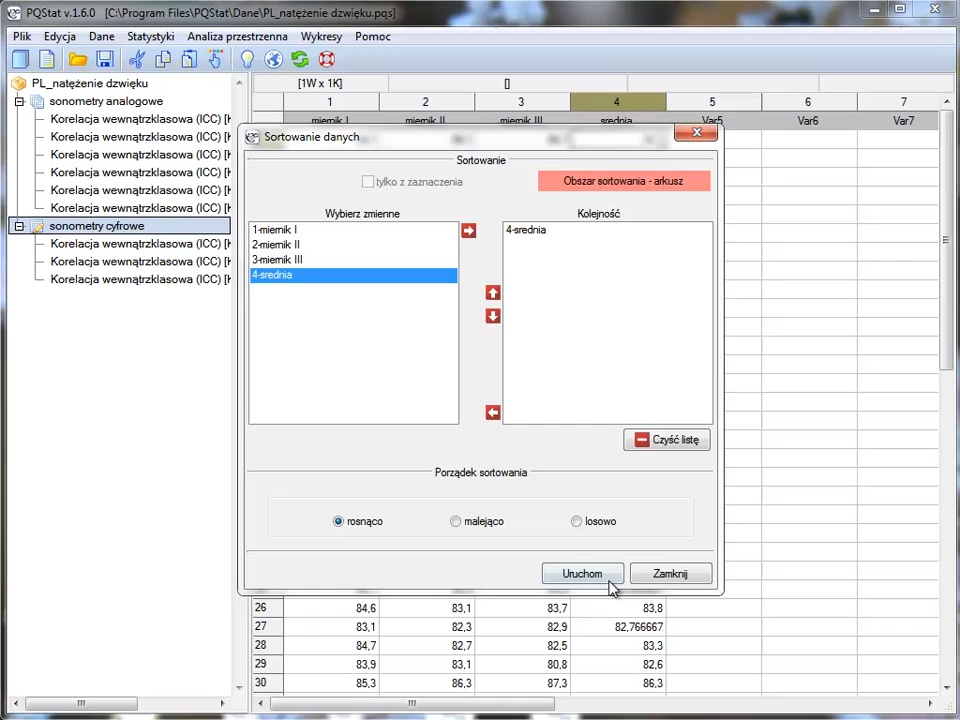 PQStat v.1.6.0 [C:\Program Files\PQStat\Dane\PL_natężenie dzwięku.pqs]
Plik Edycja Dane Statystyki Analiza przestrzenna Wykresy Pomoc
PL_natężenie dzwięku
sonometry analogowe
Korelacja wewnątrzklasowa (ICC) [K
Korelacja wewnątrzklasowa (ICC) [K
Korelacja wewnątrzklasowa (ICC) [K
Korelacja wewnątrzklasowa (ICC) [K
Korelacja wewnątrzklasowa (ICC) [K
Korelacja wewnątrzklasowa (ICC) [K
sonometry cyfrowe
Korelacja wewnątrzklasowa (ICC) [K
Korelacja wewnątrzklasowa (ICC) [K
Korelacja wewnątrzklasowa (ICC) [K
[1W x 1K] []
1 2 3 4 5 6 7
miernik I miernik II miernik III srednia Var5 Var6 Var7
Sortowanie danych
Sortowanie
tylko z zaznaczenia
Obszar sortowania - arkusz
Wybierz zmienne
Kolejność
1-miernik I
2-miernik II
3-miernik III
4-srednia
4-srednia
Czyść listę
Porządek sortowania
rosnąco malejąco losowo
Uruchom Zamknij
26 84,6 83,1 83,7 83,8
27 83,1 82,3 82,9 82,766667
28 84,7 82,7 82,5 83,3
29 83,9 83,1 80,8 82,6
30 85,3 86,3 87,3 86,3